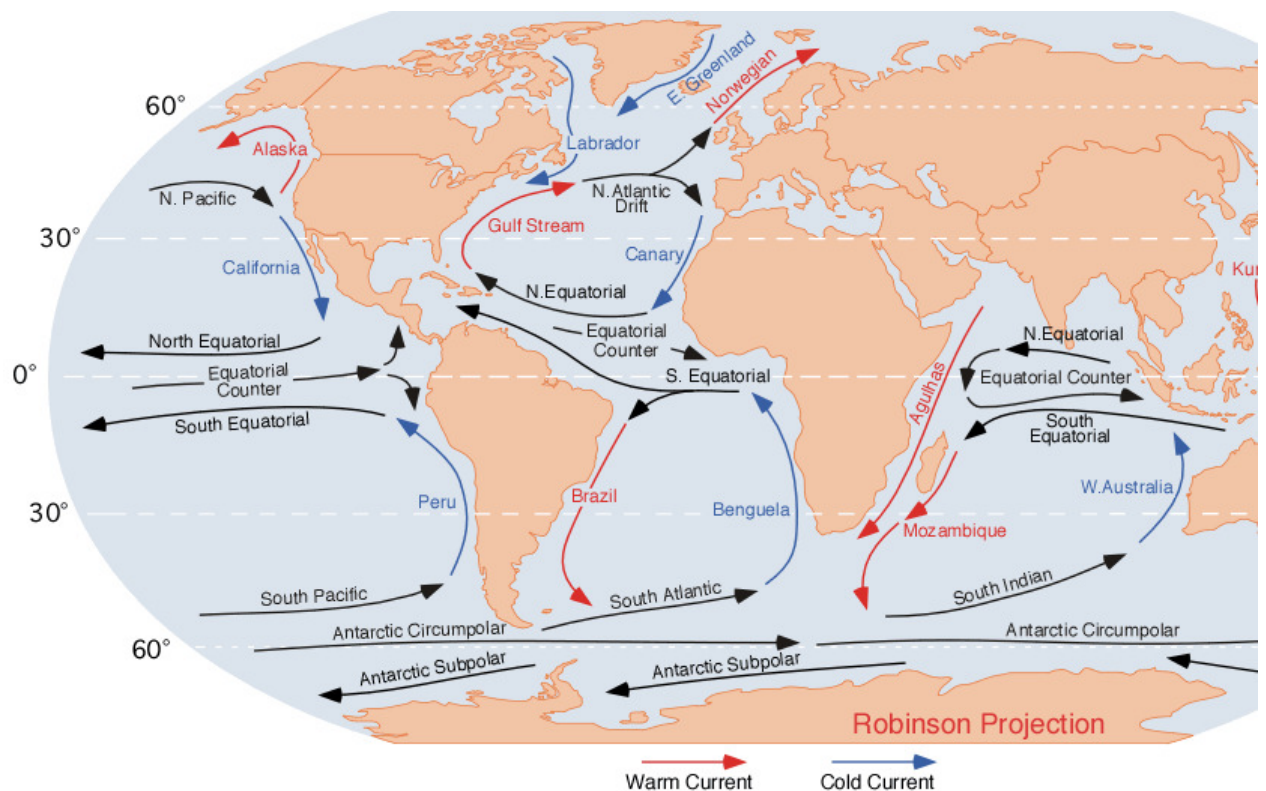 E. Greenland
Norwegian
60°
Alaska
Labrador
N. Pacific
N.Atlantic
Drift
Gulf Stream
30°
California
Canary
Kur
N.Equatorial
North Equatorial
Equatorial
Counter
N.Equatorial
0°
Equatorial
Counter
S. Equatorial
Agulhas
Equatorial Counter
South Equatorial
South
Equatorial
Peru
Brazil
Benguela
W.Australia
30°
Mozambique
South Pacific
South Atlantic
South Indian
Antarctic Circumpolar
Antarctic Circumpolar
60°
Antarctic Subpolar
Antarctic Subpolar
Robinson Projection
Warm Current
Cold Current